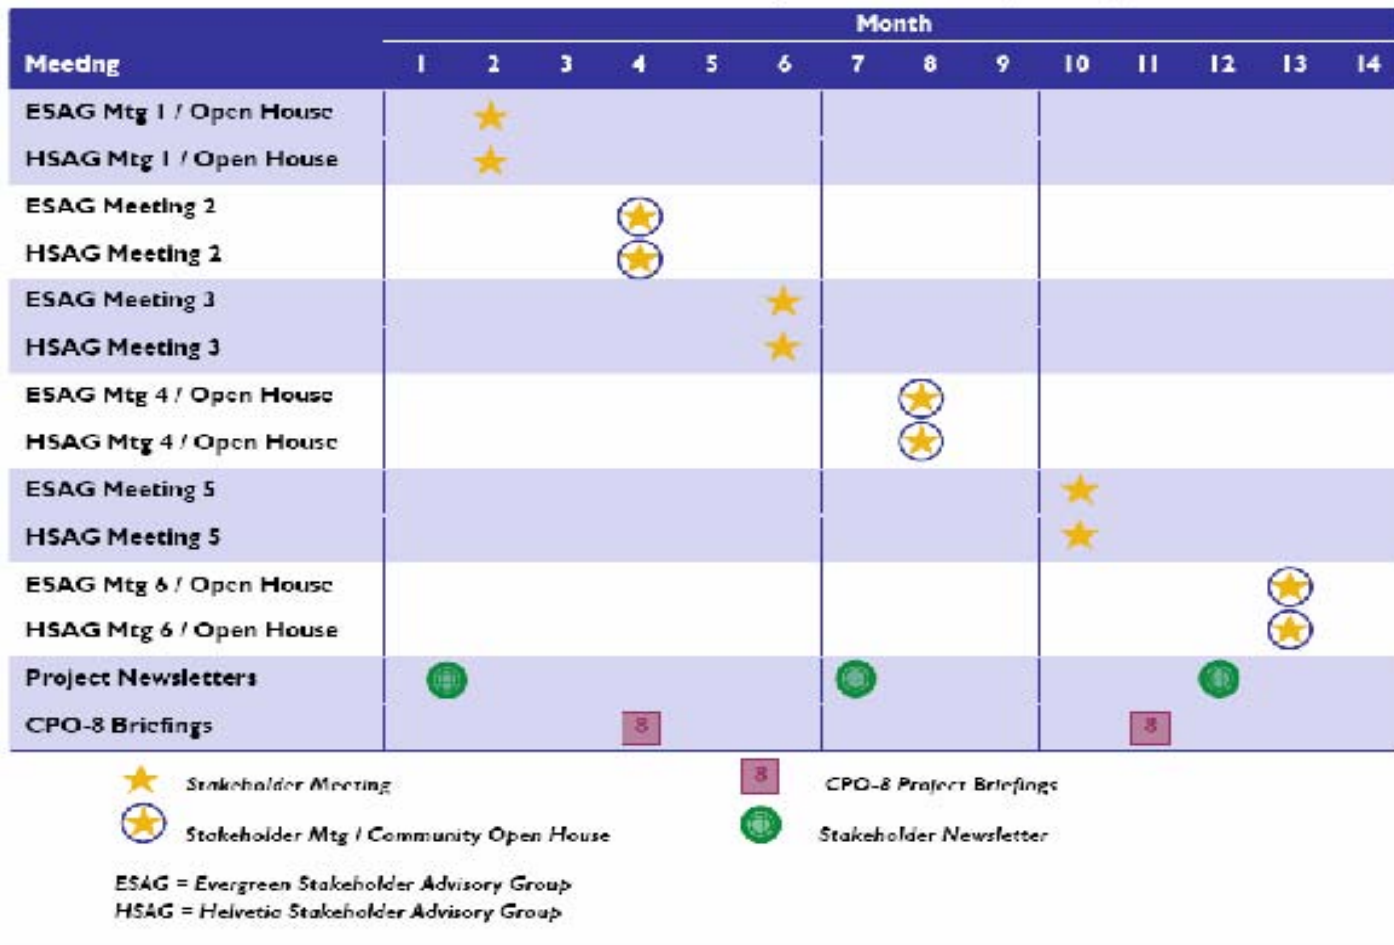 Month
Meeting 1 2 3 4 5 6 7 8 9 10 11 12 13 14
ESAG Mtg 1 / Open House
HSAG Mtg 1 / Open House
ESAG Meeting 2
HSAG Meeting 2
ESAG Meeting 3
HSAG Meeting 3
ESAG Mtg 4 / Open House
HSAG Mtg 4 / Open House
ESAG Meeting 5
HSAG Meeting 5
ESAG Mtg 6 / Open House
HSAG Mtg 6 / Open House
Project Newsletters
CPO-8 Briefings 8 8
Stakeholder Meeting
8 CPO-8 Project Briefings
Stakeholder Mtg / Community Open House
Stakeholder Newsletter
ESAG = Evergreen Stakeholder Advisory Group
HSAG = Helvetia Stakeholder Advisory Group